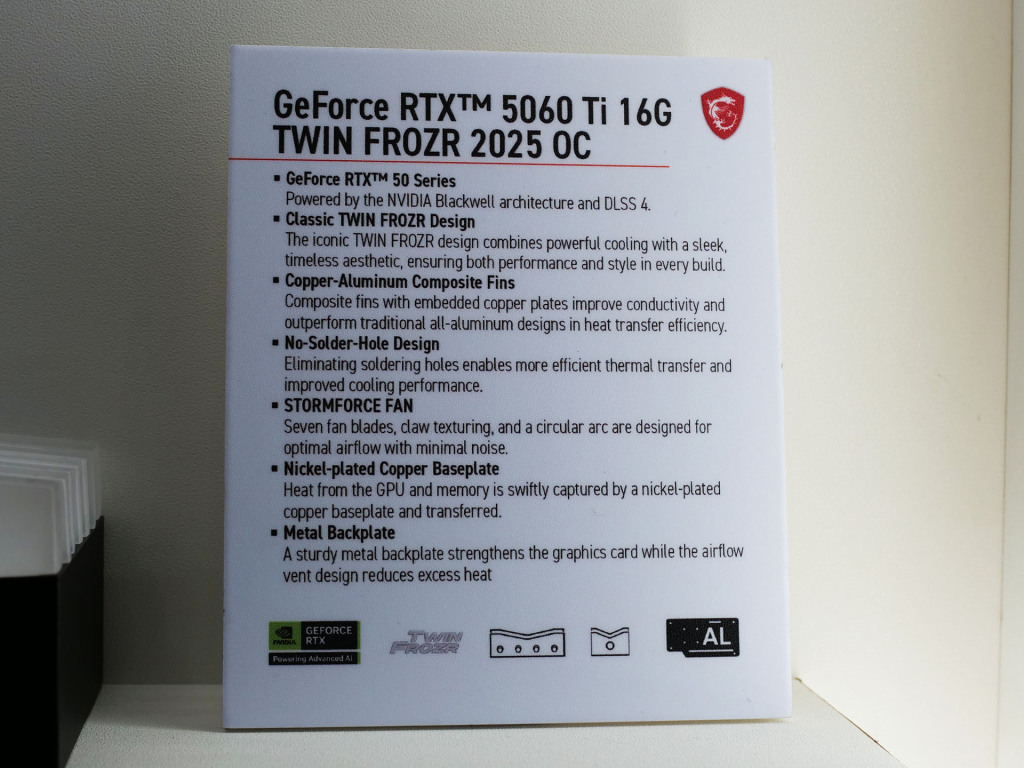 GeForce RTX™ 5060 Ti 16G
TWIN FROZR 2025 OC
▪ GeForce RTX™ 50 Series
Powered by the NVIDIA Blackwell architecture and DLSS 4.
▪ Classic TWIN FROZR Design
The iconic TWIN FROZR design combines powerful cooling with a sleek,
timeless aesthetic, ensuring both performance and style in every build.
▪ Copper-Aluminum Composite Fins
Composite fins with embedded copper plates improve conductivity and
outperform traditional all-aluminum designs in heat transfer efficiency.
▪ No-Solder-Hole Design
Eliminating soldering holes enables more efficient thermal transfer and
improved cooling performance.
▪ STORMFORCE FAN
Seven fan blades, claw texturing, and a circular arc are designed for
optimal airflow with minimal noise.
▪ Nickel-plated Copper Baseplate
Heat from the GPU and memory is swiftly captured by a nickel-plated
copper baseplate and transferred.
▪ Metal Backplate
A sturdy metal backplate strengthens the graphics card while the airflow
vent design reduces excess heat
NVIDIA
GEFORCE
RTX
Powering Advanced AI
TWIN
FROZR
AL